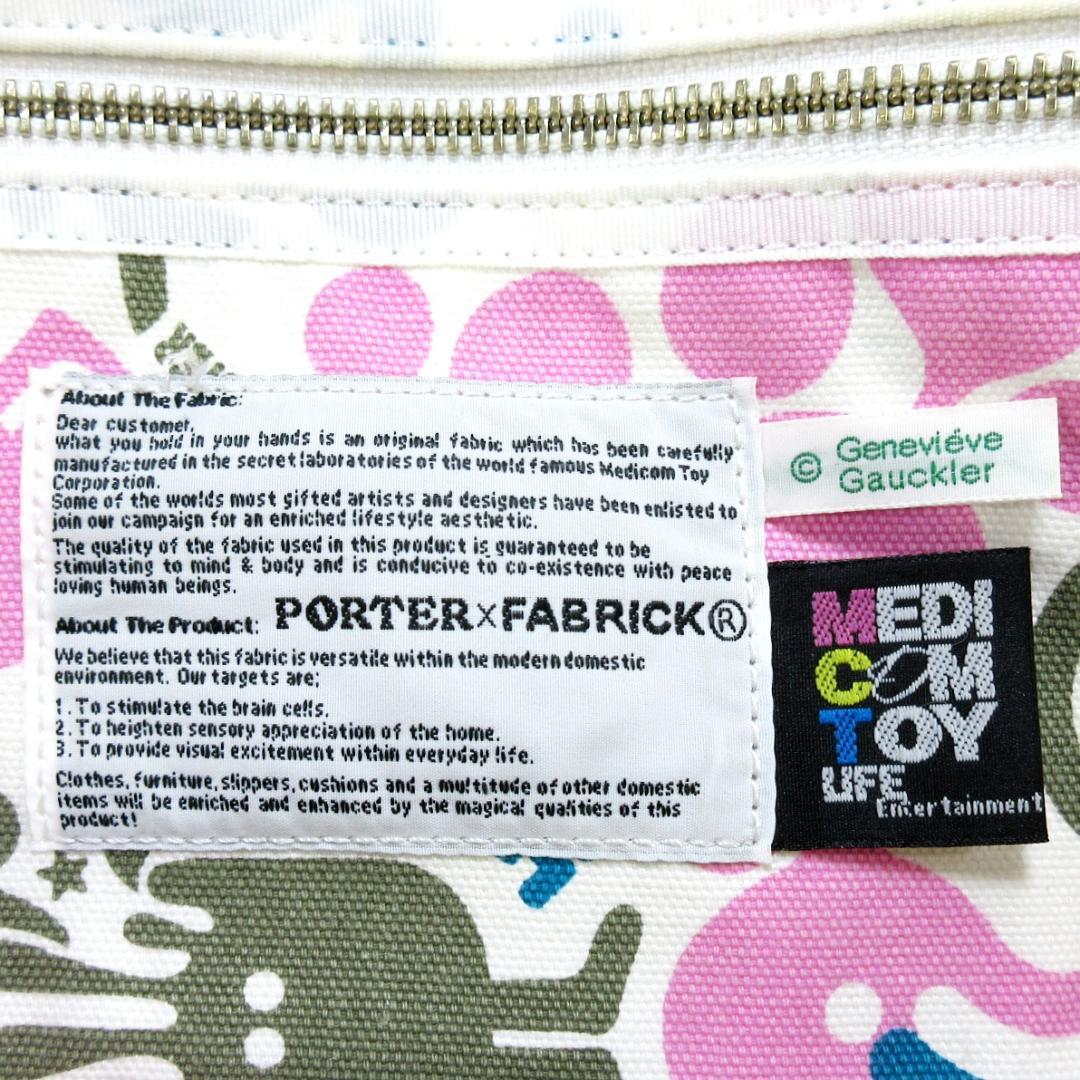 About The Fabric:
Dear customer,
what you hold in your hands is an original fabric which has been carefully
manufactured in the secret laboratories of the world famous Medicom Toy
Corporation.
Some of the worlds most gifted artists and designers have been enlisted to
join our campaign for an enriched lifestyle aesthetic.
The quality of the fabric used in this product is guaranteed to be
stimulating to mind & body and is conducive to co-existence with peace
loving human beings.
PORTER×FABRICK®
About The Product:
We believe that this fabric is versatile within the modern domestic
environment. Our targets are;
1. To stimulate the brain cells.
2. To heighten sensory appreciation of the home.
3. To provide visual excitement within everyday life.
Clothes, furniture, slippers, cushions and a multitude of other domestic
items will be enriched and enhanced by the magical qualities of this
product!
© Geneviéve
Gauckler
MEDI
COM
TOY
LIFE
Entertainment